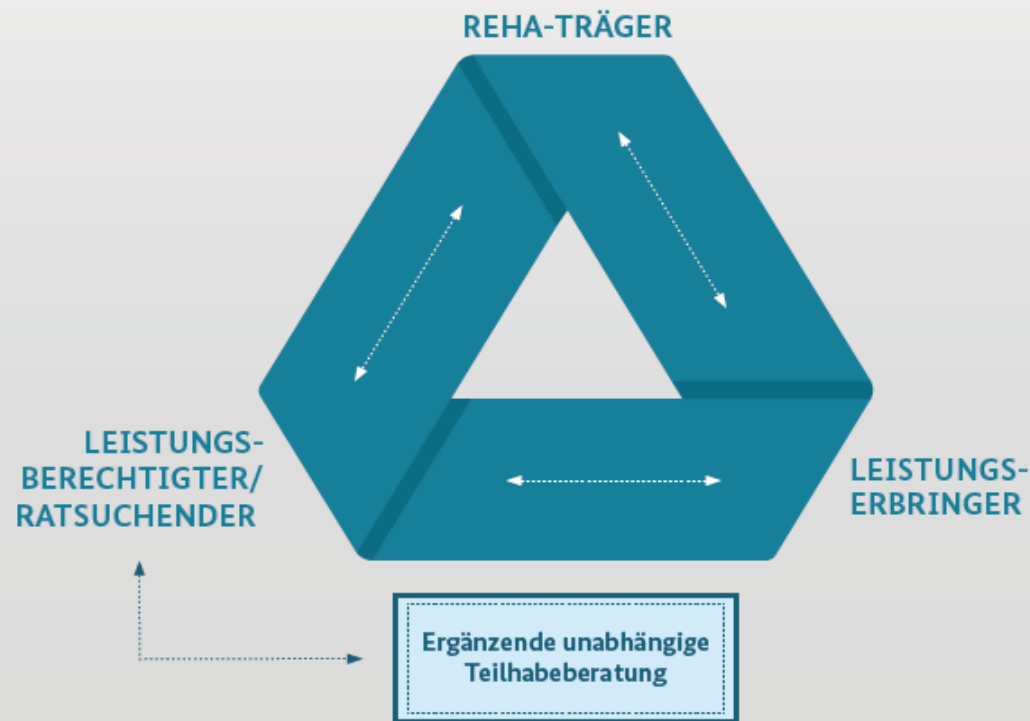 REHA-TRÄGER
LEISTUNGS-
BERECHTIGTER/
RATSUCHENDER
LEISTUNGS-
ERBRINGER
Ergänzende unabhängige
Teilhabeberatung